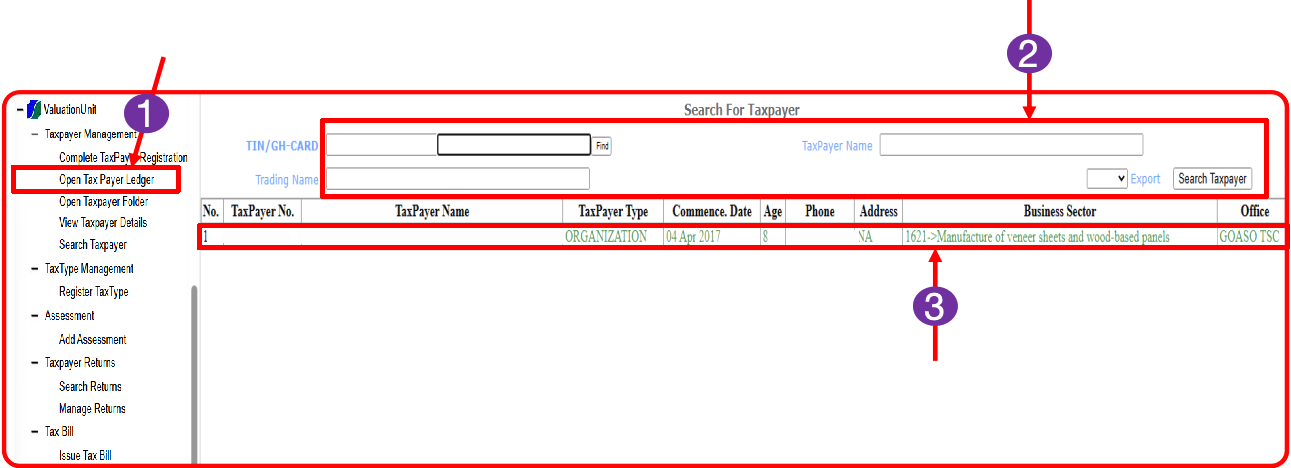 2
1
ValuationUnit
Taxpayer Management
Complete TaxPayer Registration
Open Tax Payer Ledger
Open Taxpayer Folder
View Taxpayer Details
Search Taxpayer
TaxType Management
Register TaxType
Assessment
Add Assessment
Taxpayer Returns
Search Returns
Manage Returns
Tax Bill
Issue Tax Bill
Search For Taxpayer
TIN/GH-CARD Find TaxPayer Name
Trading Name Export Search Taxpayer
No. TaxPayer No. TaxPayer Name TaxPayer Type Commence. Date Age Phone Address Business Sector Office
1 ORGANIZATION 04 Apr 2017 8 NA 1621->Manufacture of veneer sheets and wood-based panels GOASO TSC
3